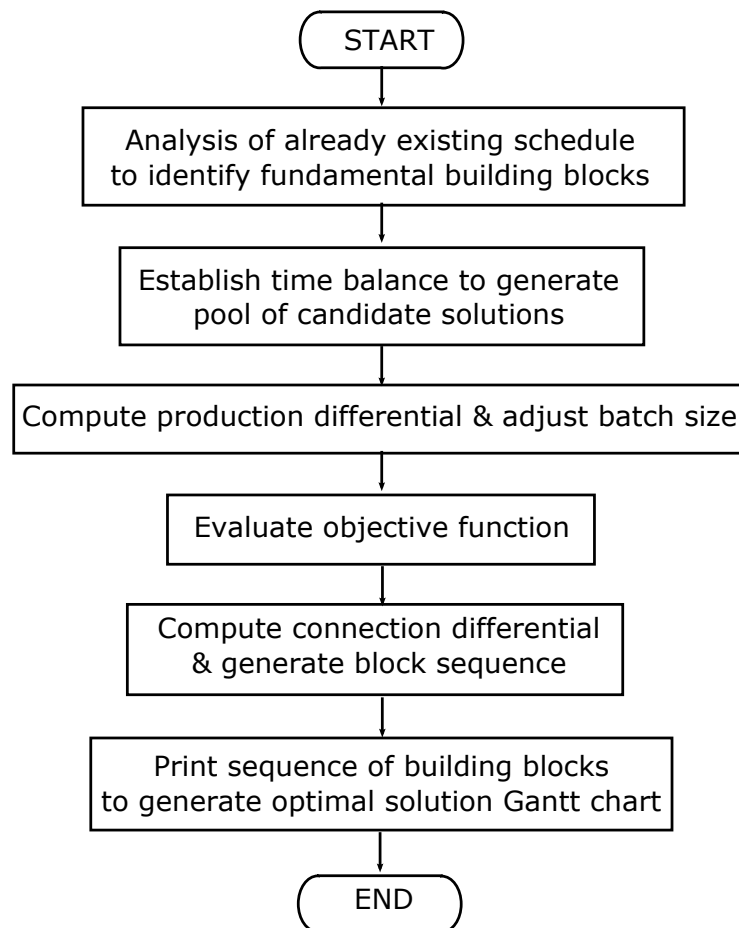 START
Analysis of already existing schedule
to identify fundamental building blocks
Establish time balance to generate
pool of candidate solutions
Compute production differential & adjust batch size
Evaluate objective function
Compute connection differential
& generate block sequence
Print sequence of building blocks
to generate optimal solution Gantt chart
END